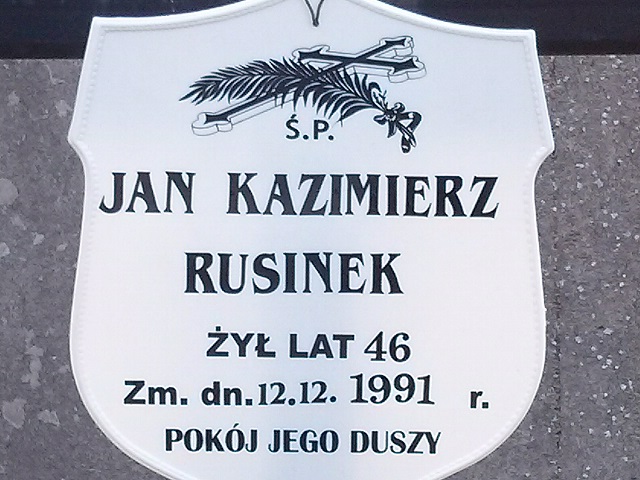 Ś.P.
JAN KAZIMIERZ
RUSINEK
ŻYŁ LAT 46
Zm. dn. 12.12. 1991 r.
POKÓJ JEGO DUSZY